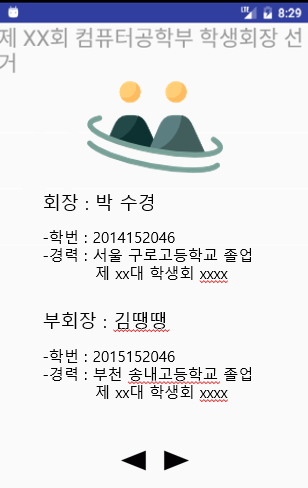 LTE 8:29
제 XX회 컴퓨터공학부 학생회장 선
거
회장 : 박 수경
-학번 : 2014152046
-경력 : 서울 구로고등학교 졸업
제 xx대 학생회 xxxx
부회장 : 김땡땡
-학번 : 2015152046
-경력 : 부천 송내고등학교 졸업
제 xx대 학생회 xxxx